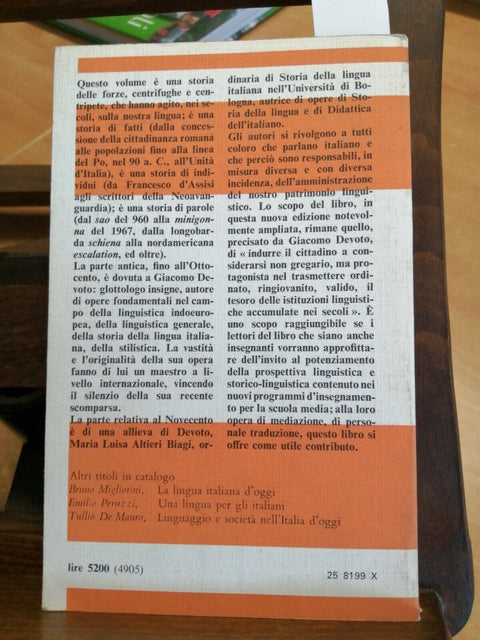 Questo volume è una storia
delle forze, centrifughe e cen-
tripete, che hanno agito, nei se-
coli, sulla nostra lingua; è una
storia di fatti (dalla conces-
sione della cittadinanza romana
alle popolazioni fino alla linea
del Po, nel 90 a. C., all'Unità
d'Italia), è una storia di indi-
vidui (da Francesco d'Assisi
agli scrittori della Neoavan-
guardia); è una storia di parole
(dal sao del 960 alla minigon-
na del 1967, dalla longobar-
da schiena alla nordamericana
escalation, ed oltre).
La parte antica, fino all'Otto-
cento, è dovuta a Giacomo De-
voto: glottologo insigne, autore
di opere fondamentali nel cam-
po della linguistica indoeuro-
pea, della linguistica generale,
della storia della lingua italia-
na, della stilistica. La vastità
e l'originalità della sua opera
fanno di lui un maestro a li-
vello internazionale, vincendo
il silenzio della sua recente
scomparsa.
La parte relativa al Novecento
è di una allieva di Devoto,
Maria Luisa Altieri Biagi, or-
dinaria di Storia della lingua
italiana nell'Università di Bo-
logna, autrice di opere di Sto-
ria della lingua e di Didattica
dell'italiano.
Gli autori si rivolgono a tutti
coloro che parlano italiano e
che perciò sono responsabili, in
misura diversa e con diversa
incidenza, dell'amministrazione
del nostro patrimonio lingui-
stico. Lo scopo del libro, in
questa nuova edizione notevol-
mente ampliata, rimane quello,
precisato da Giacomo Devoto,
di « indurre il cittadino a con-
siderarsi non gregario, ma pro-
tagonista nel trasmettere ordi-
nato, ringiovanito, valido, il
tesoro delle istituzioni linguisti-
che accumulate nei secoli ». È
uno scopo raggiungibile se i
lettori del libro che siano anche
insegnanti vorranno approfitta-
re dell'invito al potenziamento
della prospettiva linguistica e
storico-linguistica contenuto nei
nuovi programmi d'insegnamen-
to per la scuola media; alla loro
opera di mediazione, di perso-
nale traduzione, questo libro si
offre come utile contributo.
Altri titoli in catalogo
Bruno Migliorini, La lingua italiana d'oggi
Emilio Peruzzi, Una lingua per gli italiani
Tullio De Mauro, Linguaggio e società nell'Italia d'oggi
lire 5200 (4905)
25 8199 X